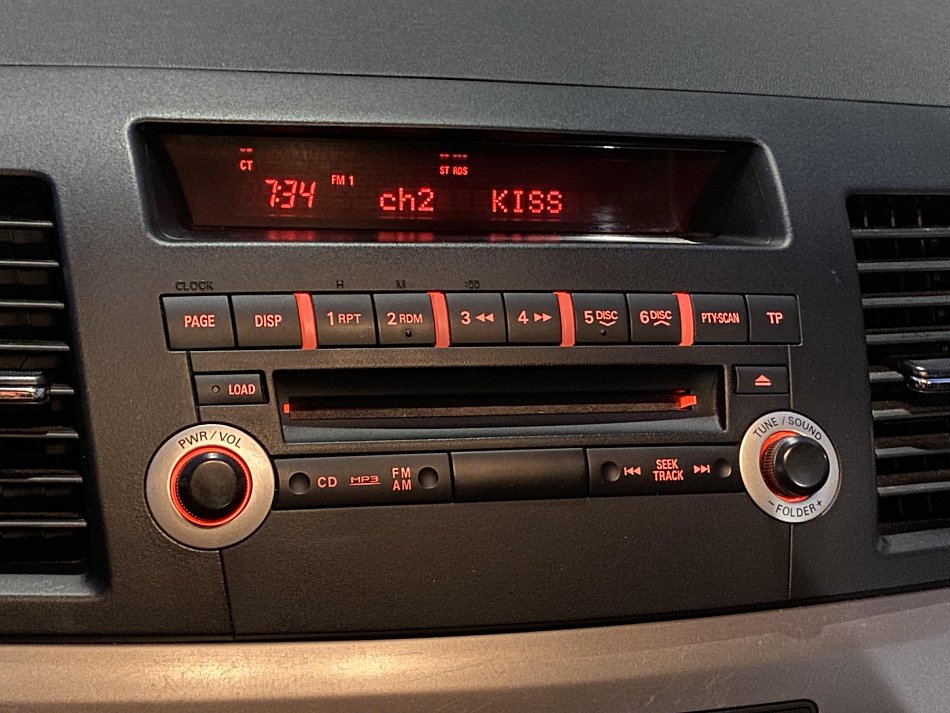 CT ST RDS
7:34 FM 1 ch2 KISS
CLOCK H M :00
PAGE DISP 1 RPT 2 RDM 3 ◀◀ 4 ▶▶ 5 DISC 6 DISC PTY·SCAN TP
LOAD
PWR/VOL
CD MP3 FM AM
SEEK TRACK
TUNE/SOUND
- FOLDER +